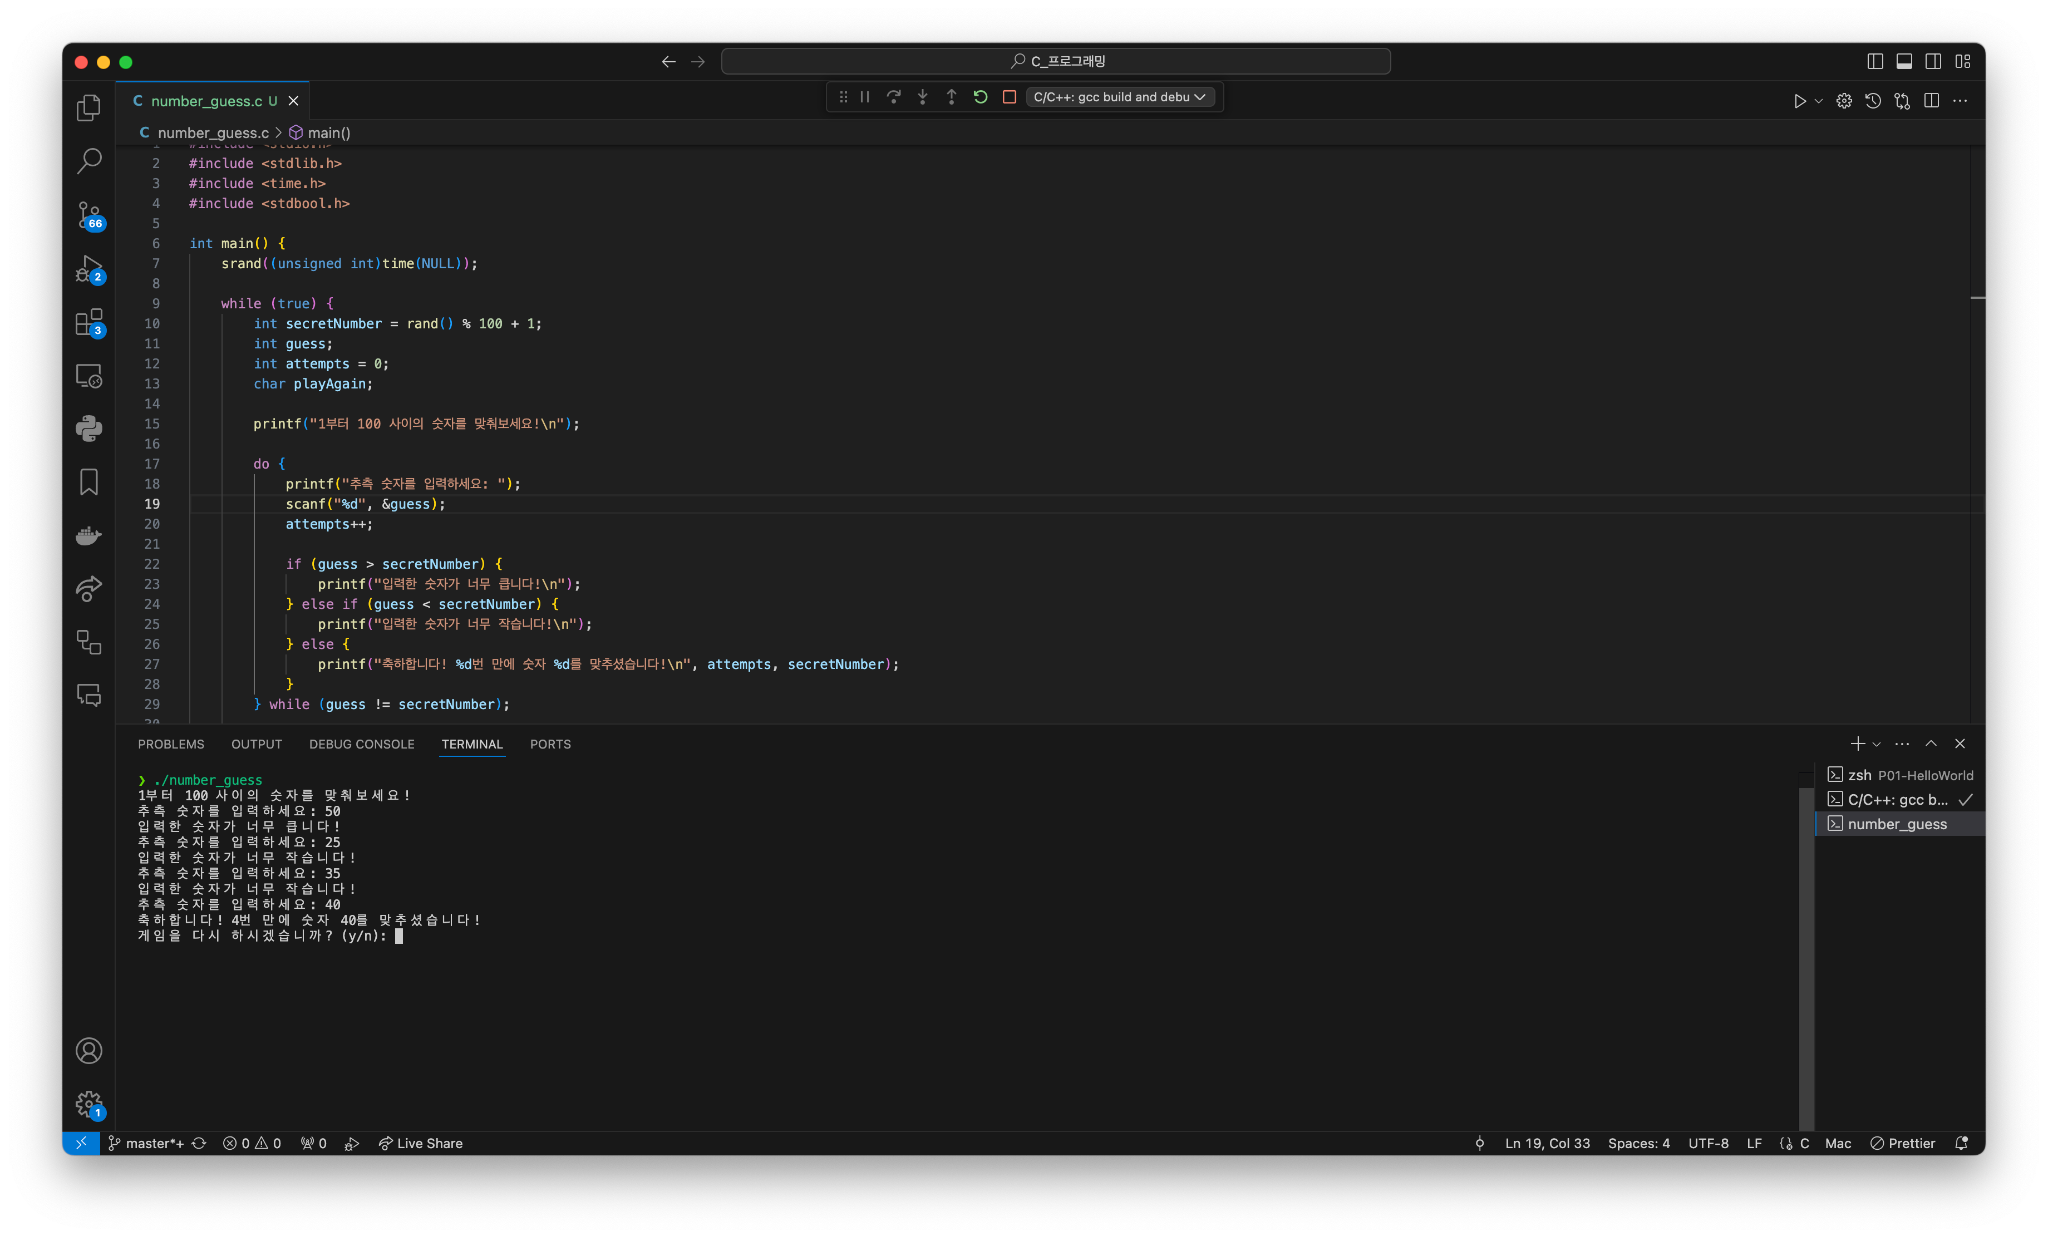 C_프로그래밍
C number_guess.c U
C/C++: gcc build and debu
C number_guess.c > main()
2 #include <stdlib.h>
3 #include <time.h>
4 #include <stdbool.h>
5
6 int main() {
7 srand((unsigned int)time(NULL));
8
9 while (true) {
10 int secretNumber = rand() % 100 + 1;
11 int guess;
12 int attempts = 0;
13 char playAgain;
14
15 printf("1부터 100 사이의 숫자를 맞춰보세요!\n");
16
17 do {
18 printf("추측 숫자를 입력하세요: ");
19 scanf("%d", &guess);
20 attempts++;
21
22 if (guess > secretNumber) {
23 printf("입력한 숫자가 너무 큽니다!\n");
24 } else if (guess < secretNumber) {
25 printf("입력한 숫자가 너무 작습니다!\n");
26 } else {
27 printf("축하합니다! %d번 만에 숫자 %d를 맞추셨습니다!\n", attempts, secretNumber);
28 }
29 } while (guess != secretNumber);
66
2
3
PROBLEMS OUTPUT DEBUG CONSOLE TERMINAL PORTS
❯ ./number_guess
1부터 100 사이의 숫자를 맞춰보세요!
추측 숫자를 입력하세요: 50
입력한 숫자가 너무 큽니다!
추측 숫자를 입력하세요: 25
입력한 숫자가 너무 작습니다!
추측 숫자를 입력하세요: 35
입력한 숫자가 너무 작습니다!
추측 숫자를 입력하세요: 40
축하합니다! 4번 만에 숫자 40를 맞추셨습니다!
게임을 다시 하시겠습니까? (y/n):
zsh P01-HelloWorld
C/C++: gcc b...
number_guess
1
master*+ 0 0 0 Live Share
Ln 19, Col 33 Spaces: 4 UTF-8 LF C Mac Prettier